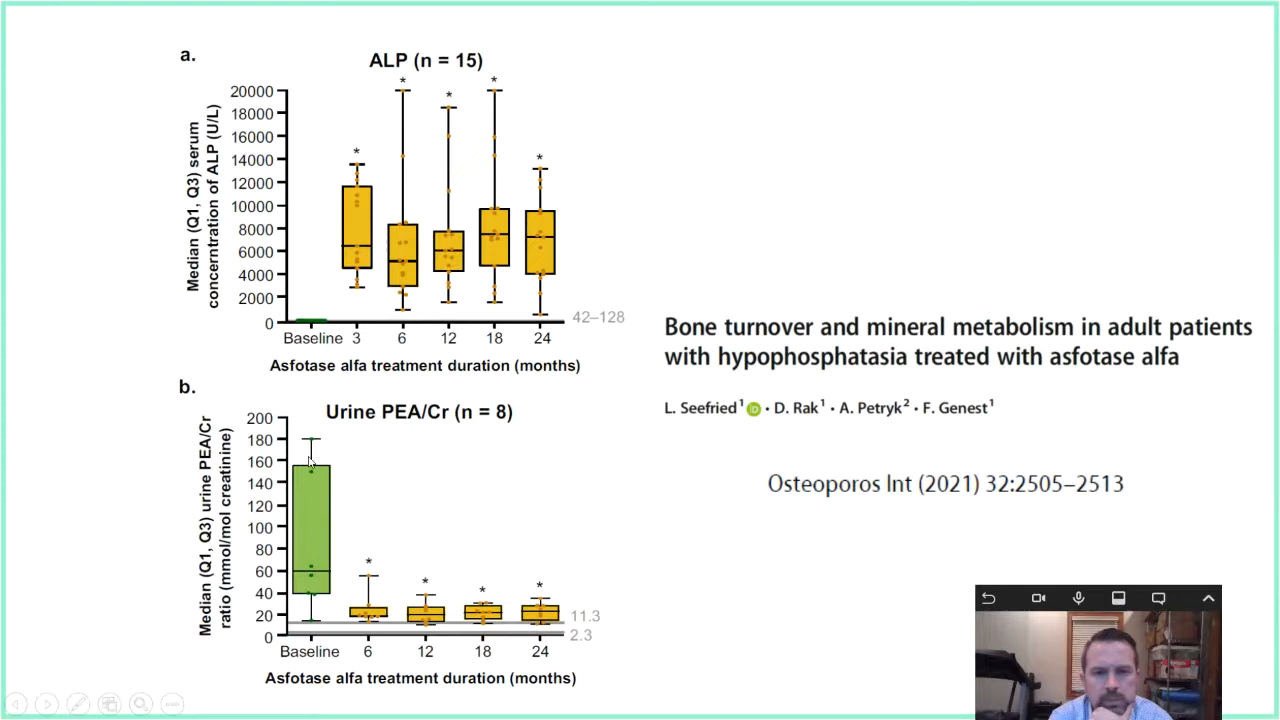 a.
ALP (n = 15)
Median (Q1, Q3) serum
concerntration of ALP (U/L)
20000
18000
16000
14000
12000
10000
8000
6000
4000
2000
0
* * * * *
42–128
Baseline 3 6 12 18 24
Asfotase alfa treatment duration (months)
b.
Urine PEA/Cr (n = 8)
Median (Q1, Q3) urine PEA/Cr
ratio (mmol/mol creatinine)
200
180
160
140
120
100
80
60
40
20
0
* * * *
11.3
2.3
Baseline 6 12 18 24
Asfotase alfa treatment duration (months)
Bone turnover and mineral metabolism in adult patients
with hypophosphatasia treated with asfotase alfa
L. Seefried¹ iD · D. Rak¹ · A. Petryk² · F. Genest¹
Osteoporos Int (2021) 32:2505–2513